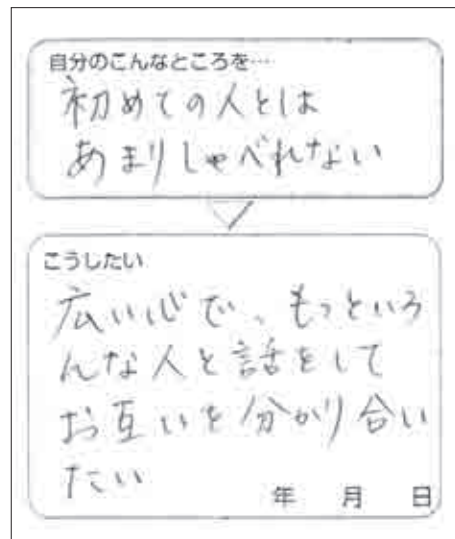 自分のこんなところを…
初めての人とは
あまりしゃべれない
こうしたい
広い心で、もっといろ
んな人と話をして
お互いを分かり合い
たい
年 月 日